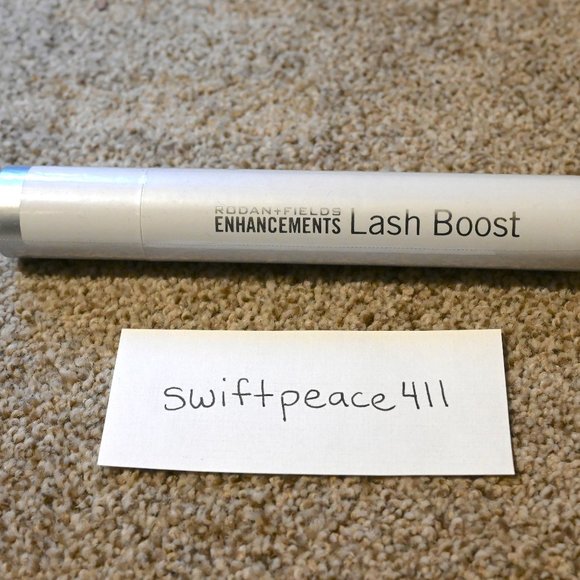 RODAN+FIELDS
ENHANCEMENTS Lash Boost
swiftpeace411